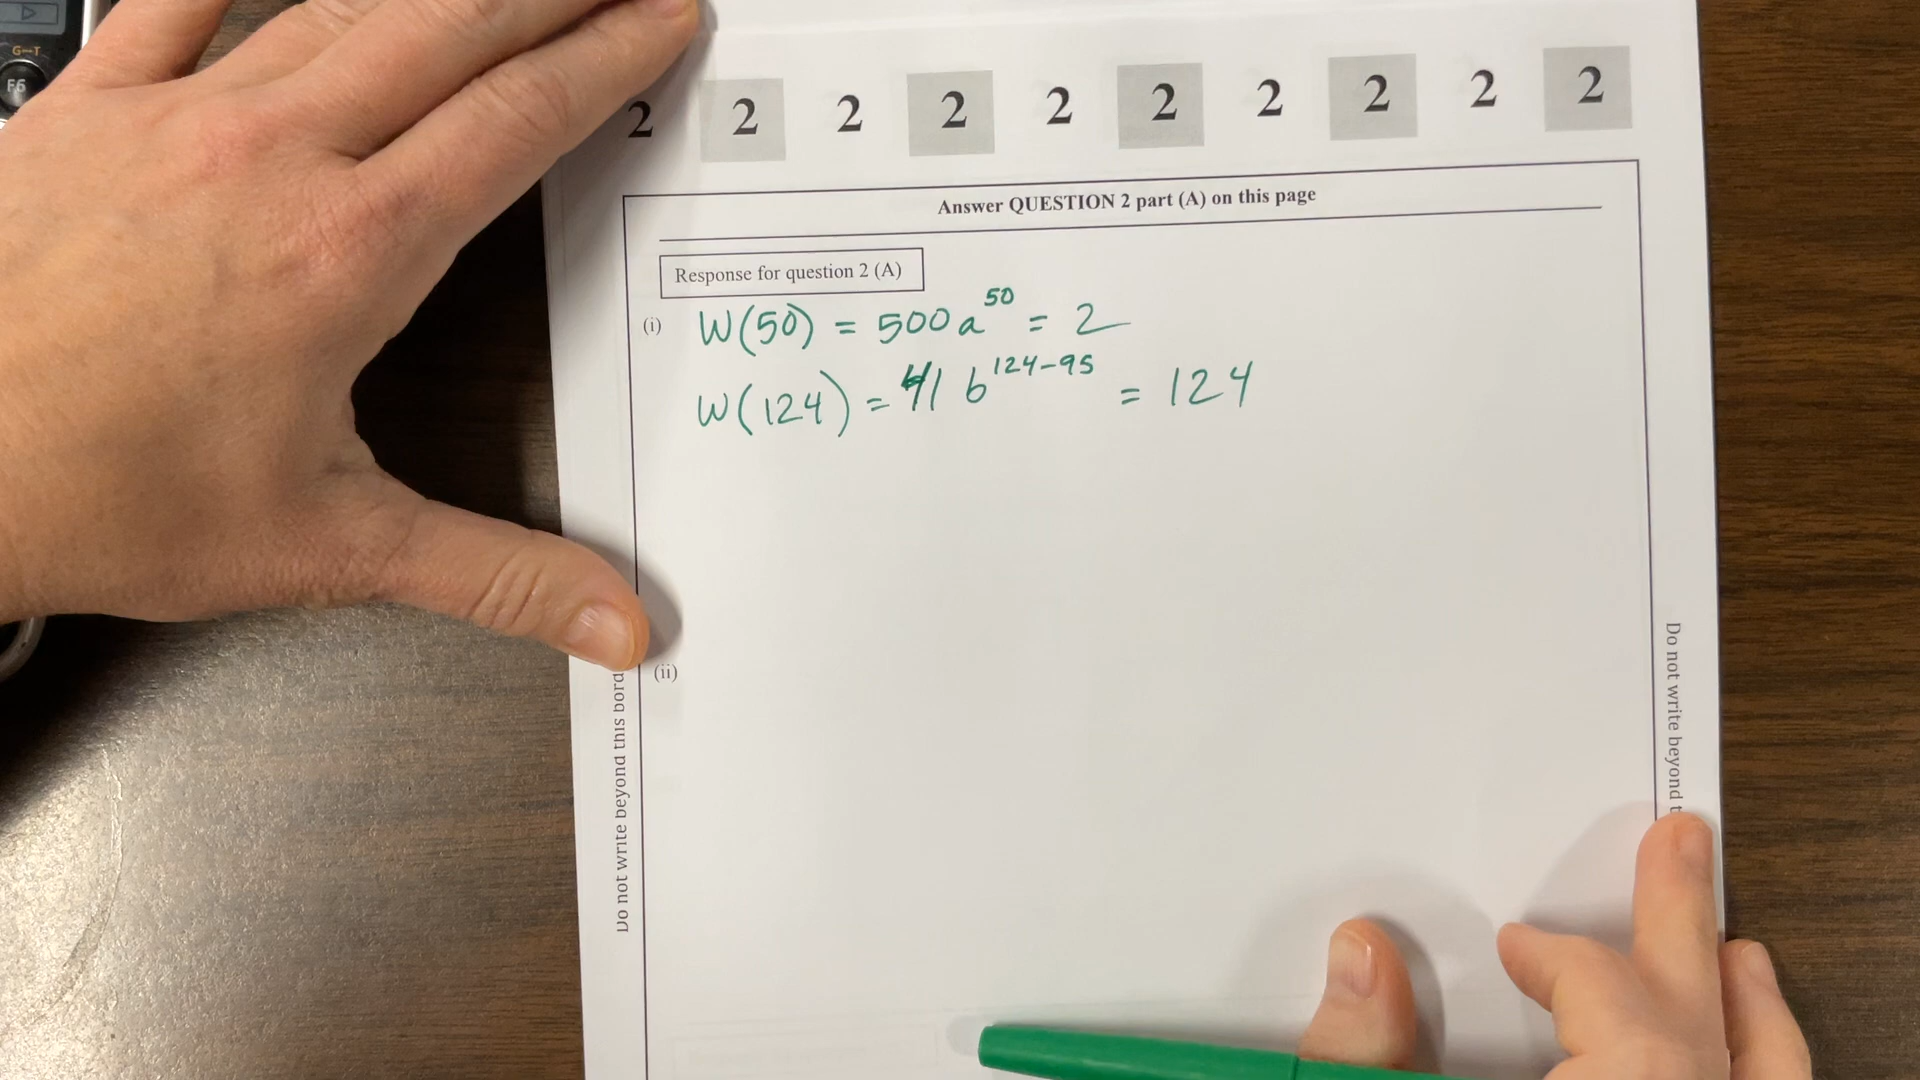 G↔T
F6
2 2 2 2 2 2 2 2 2 2
Answer QUESTION 2 part (A) on this page
Response for question 2 (A)
(i) W(50) = 500a^50 = 2
W(124) = 41 b^124-95 = 124
(ii)
Do not write beyond this bord
Do not write beyond t